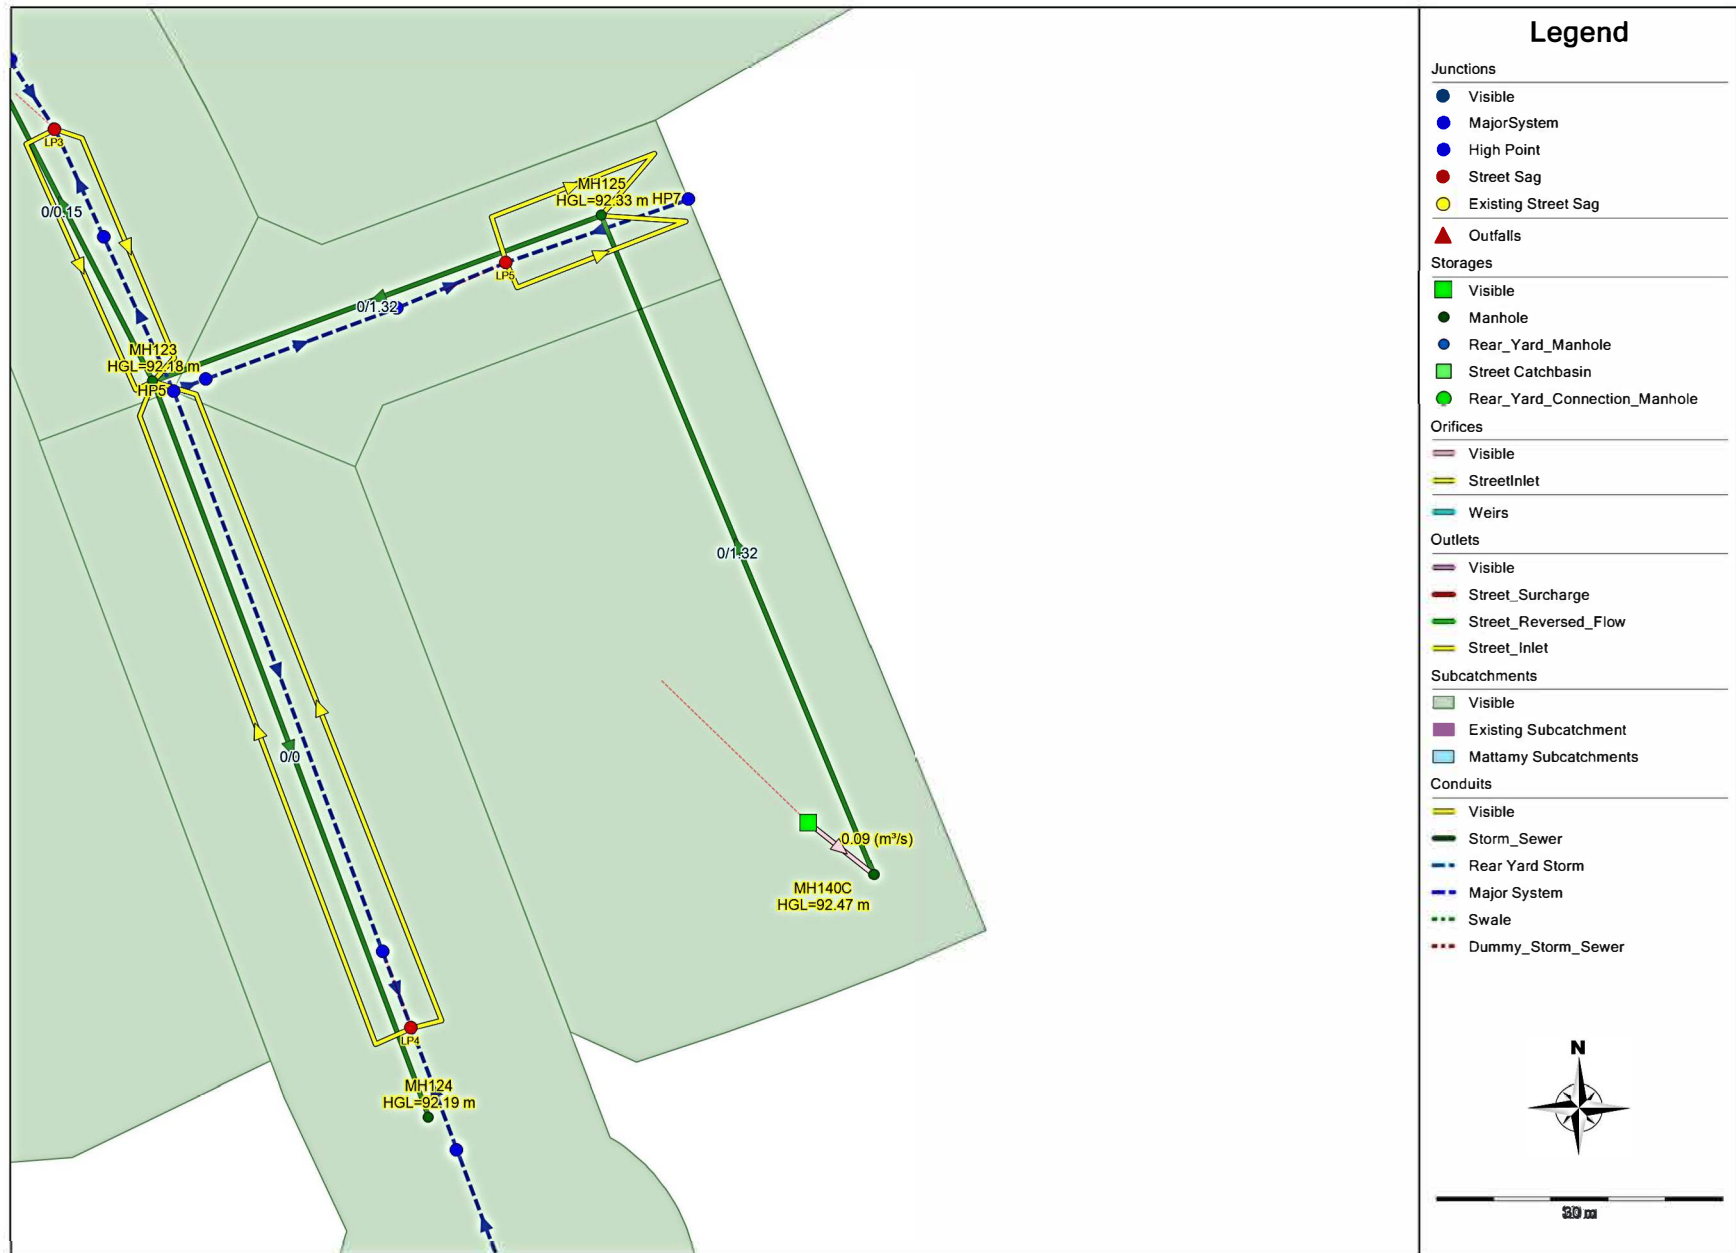 LP3
0/0.15
MH125
HGL=92.33 m
HP7
LP5
0/1.32
MH123
HGL=92.18 m
HP5
0/1.32
0/0
0.09 (m³/s)
MH140C
HGL=92.47 m
LP4
MH124
HGL=92.19 m
Legend
Junctions
Visible
MajorSystem
High Point
Street Sag
Existing Street Sag
Outfalls
Storages
Visible
Manhole
Rear_Yard_Manhole
Street Catchbasin
Rear_Yard_Connection_Manhole
Orifices
Visible
StreetInlet
Weirs
Outlets
Visible
Street_Surcharge
Street_Reversed_Flow
Street_Inlet
Subcatchments
Visible
Existing Subcatchment
Mattamy Subcatchments
Conduits
Visible
Storm_Sewer
Rear Yard Storm
Major System
Swale
Dummy_Storm_Sewer
N